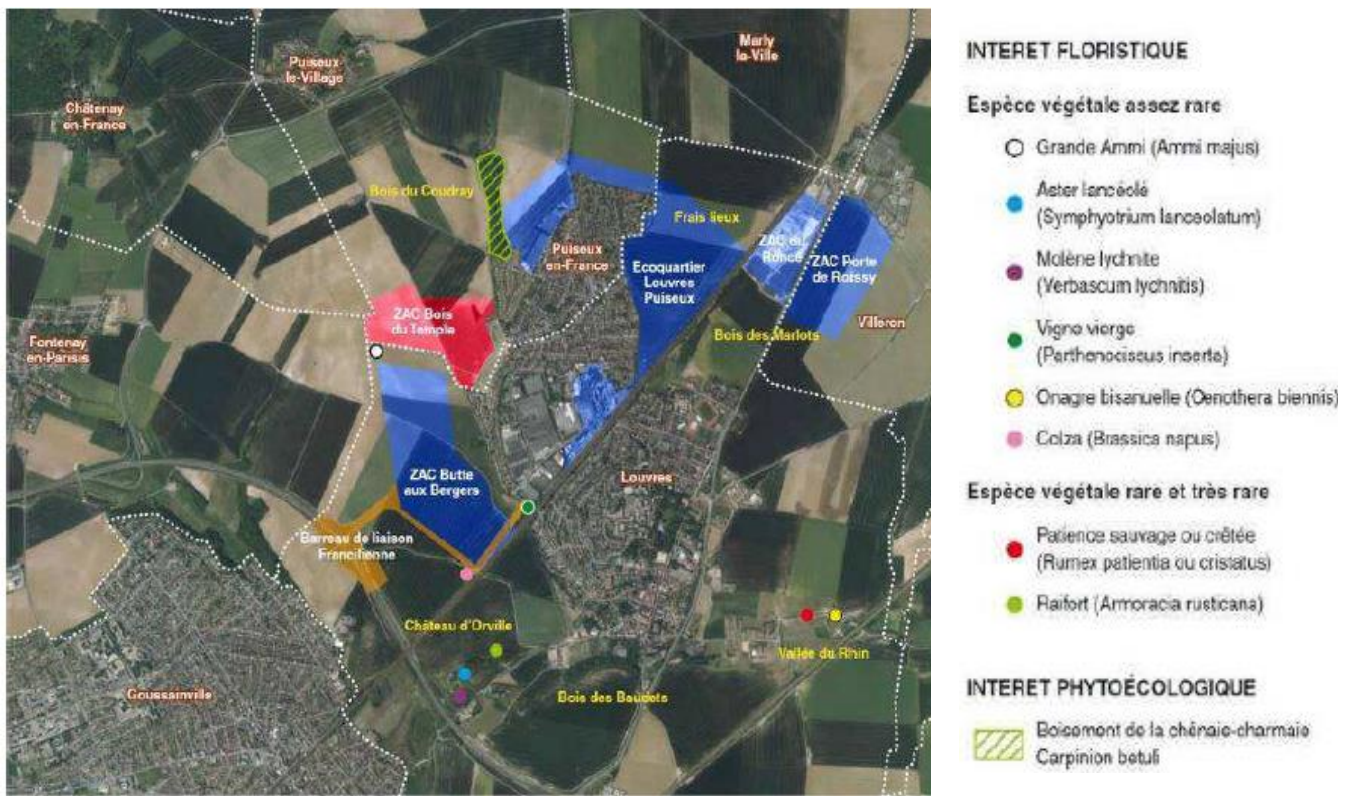 Marly
la-Ville
Puiseux
le-Village
Châtenay
en-France
Bois du Coudray
Frais lieux
Puiseux
en-France
ZAC du
Roncé
ZAC Porte
de Roissy
Ecoquartier
Louvres
Puiseux
ZAC Bois
du Temple
Villeron
Bois des Marlots
Fontenay
en-Parisis
ZAC Butte
aux Bergers
Louvres
Barreau de liaison
Francilienne
Château d'Orville
Vallée du Rhin
Goussainville
Bois des Baudets
INTERET FLORISTIQUE
Espèce végétale assez rare
Grande Ammi (Ammi majus)
Aster lancéolé
(Symphyotrium lanceolatum)
Molène lychnite
(Verbascum lychnitis)
Vigne vierge
(Parthenocissus inserta)
Onagre bisanuelle (Oenothera biennis)
Colza (Brassica napus)
Espèce végétale rare et très rare
Patience sauvage ou crêtée
(Rumex patientia ou cristatus)
Raifort (Armoracia rusticana)
INTERET PHYTOÉCOLOGIQUE
Boisement de la chênaie-charmaie
Carpinion betuli